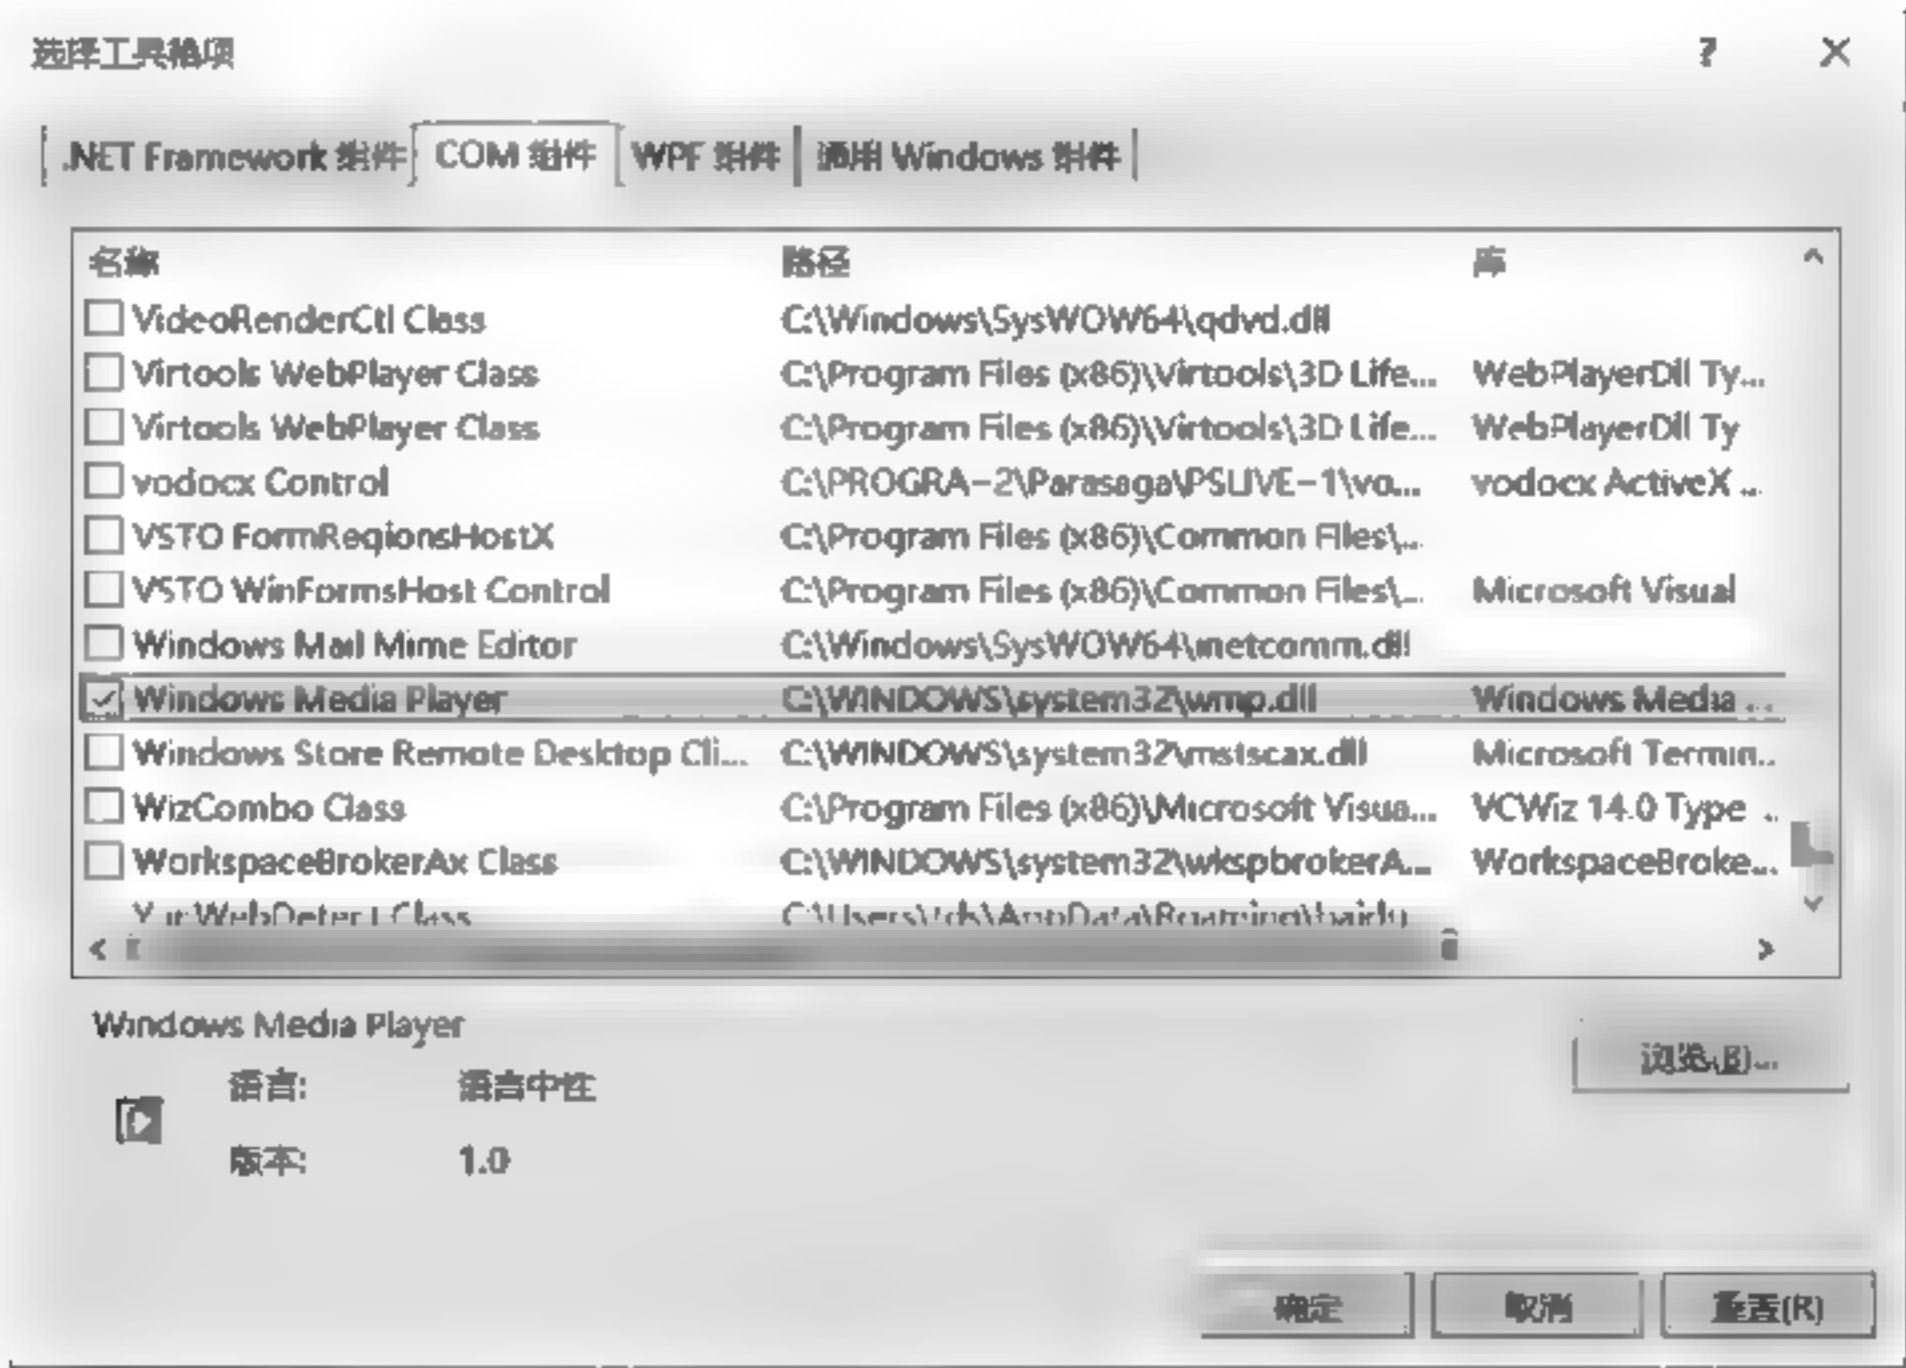 选择工具箱项
?
.NET Framework 组件 COM 组件 WPF 组件 通用 Windows 组件
名称 路径 库
VideoRenderCtl Class C:\Windows\SysWOW64\qdvd.dll
Virtools WebPlayer Class C:\Program Files (x86)\Virtools\3D Life... WebPlayerDll Ty...
Virtools WebPlayer Class C:\Program Files (x86)\Virtools\3D Life... WebPlayerDll Ty
vodocx Control C:\PROGRA~2\Parasaga\PSLIVE~1\vo... vodocx ActiveX ...
VSTO FormRegionsHostX C:\Program Files (x86)\Common Files\...
VSTO WinFormsHost Control C:\Program Files (x86)\Common Files\... Microsoft Visual
Windows Mail Mime Editor C:\Windows\SysWOW64\inetcomm.dll
Windows Media Player C:\WINDOWS\system32\wmp.dll Windows Media ...
Windows Store Remote Desktop Cli... C:\WINDOWS\system32\mstscax.dll Microsoft Termin...
WizCombo Class C:\Program Files (x86)\Microsoft Visua... VCWiz 14.0 Type ...
WorkspaceBrokerAx Class C:\WINDOWS\system32\wkspbrokerA... WorkspaceBroke...
Class \AppData\Roaming\baidu
Windows Media Player
浏览(B)...
语言: 语言中性
版本: 1.0
确定 取消 重置(R)